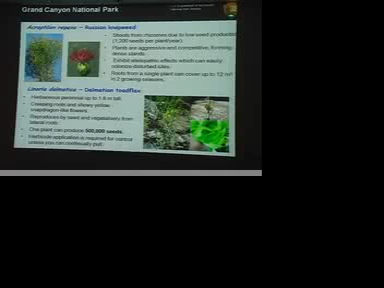 Grand Canyon National Park
Acroptilon repens – Russian knapweed
Shoots from rhizomes due to low seed production
(1,200 seeds per plant/year).
Plants are aggressive and competitive, forming
dense stands.
Exhibit allelopathic effects which can easily
colonize disturbed sites.
Roots from a single plant can cover up to 12 m²
in 2 growing seasons.
Linaria dalmatica – Dalmation toadflex
Herbaceous perennial up to 1.5 m tall.
Creeping roots and showy yellow
snapdragon like flowers.
Reproduces by seed and vegetatively from
lateral roots.
One plant can produce 500,000 seeds.
Herbicide application is required for control
unless you can continually pull.